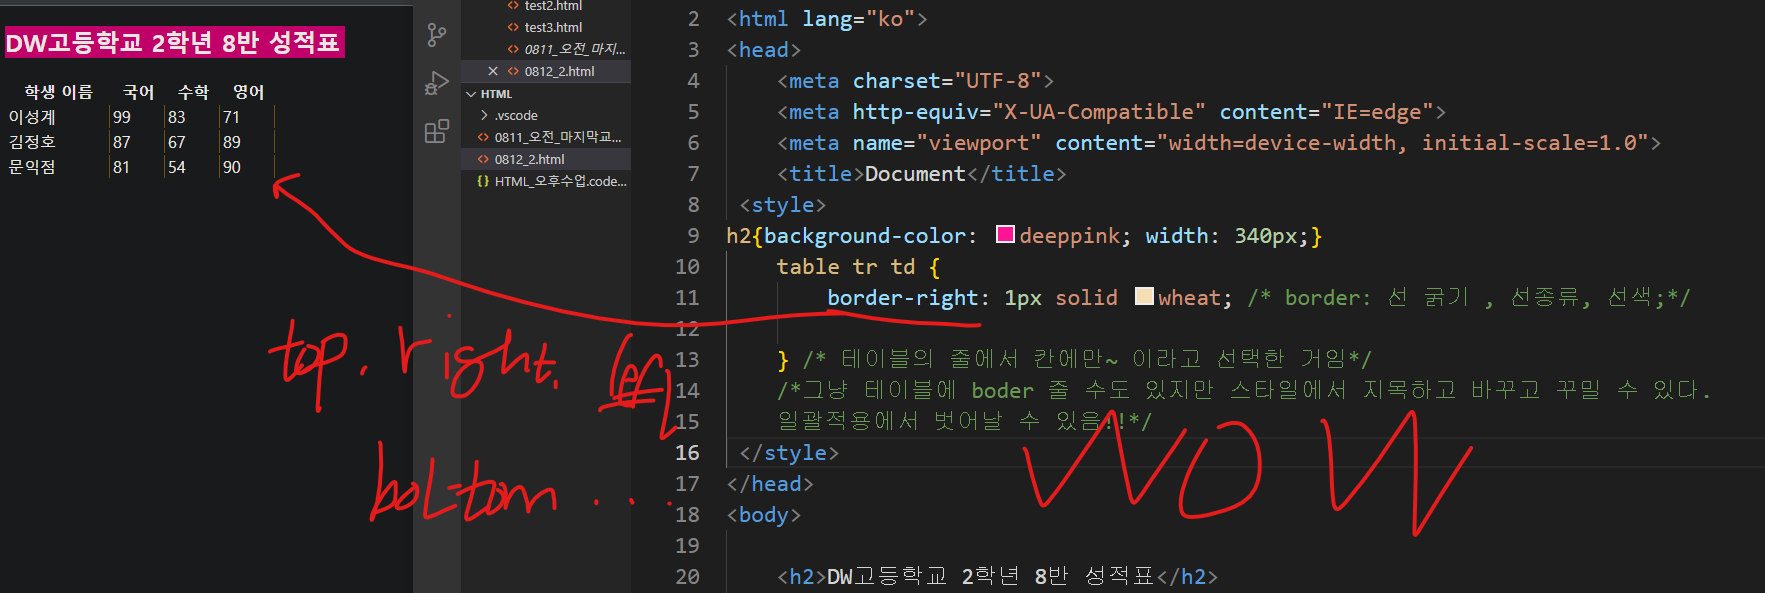 DW고등학교 2학년 8반 성적표
학생 이름 국어 수학 영어
이성계 99 83 71
김정호 87 67 89
문익점 81 54 90
test2.html
test3.html
0811_오전_마지...
0812_2.html
HTML
.vscode
0811_오전_마지막교...
0812_2.html
HTML_오후수업.code...
2 <html lang="ko">
3 <head>
4 <meta charset="UTF-8">
5 <meta http-equiv="X-UA-Compatible" content="IE=edge">
6 <meta name="viewport" content="width=device-width, initial-scale=1.0">
7 <title>Document</title>
8 <style>
9 h2{background-color: deeppink; width: 340px;}
10 table tr td {
11 border-right: 1px solid wheat; /* border: 선 굵기 , 선종류, 선색;*/
12
13 } /* 테이블의 줄에서 칸에만~ 이라고 선택한 거임*/
14 /*그냥 테이블에 boder 줄 수도 있지만 스타일에서 지목하고 바꾸고 꾸밀 수 있다.
15 일괄적용에서 벗어날 수 있음!!*/
16 </style>
17 </head>
18 <body>
19
20 <h2>DW고등학교 2학년 8반 성적표</h2>
top. right.
bottom ...
WOW